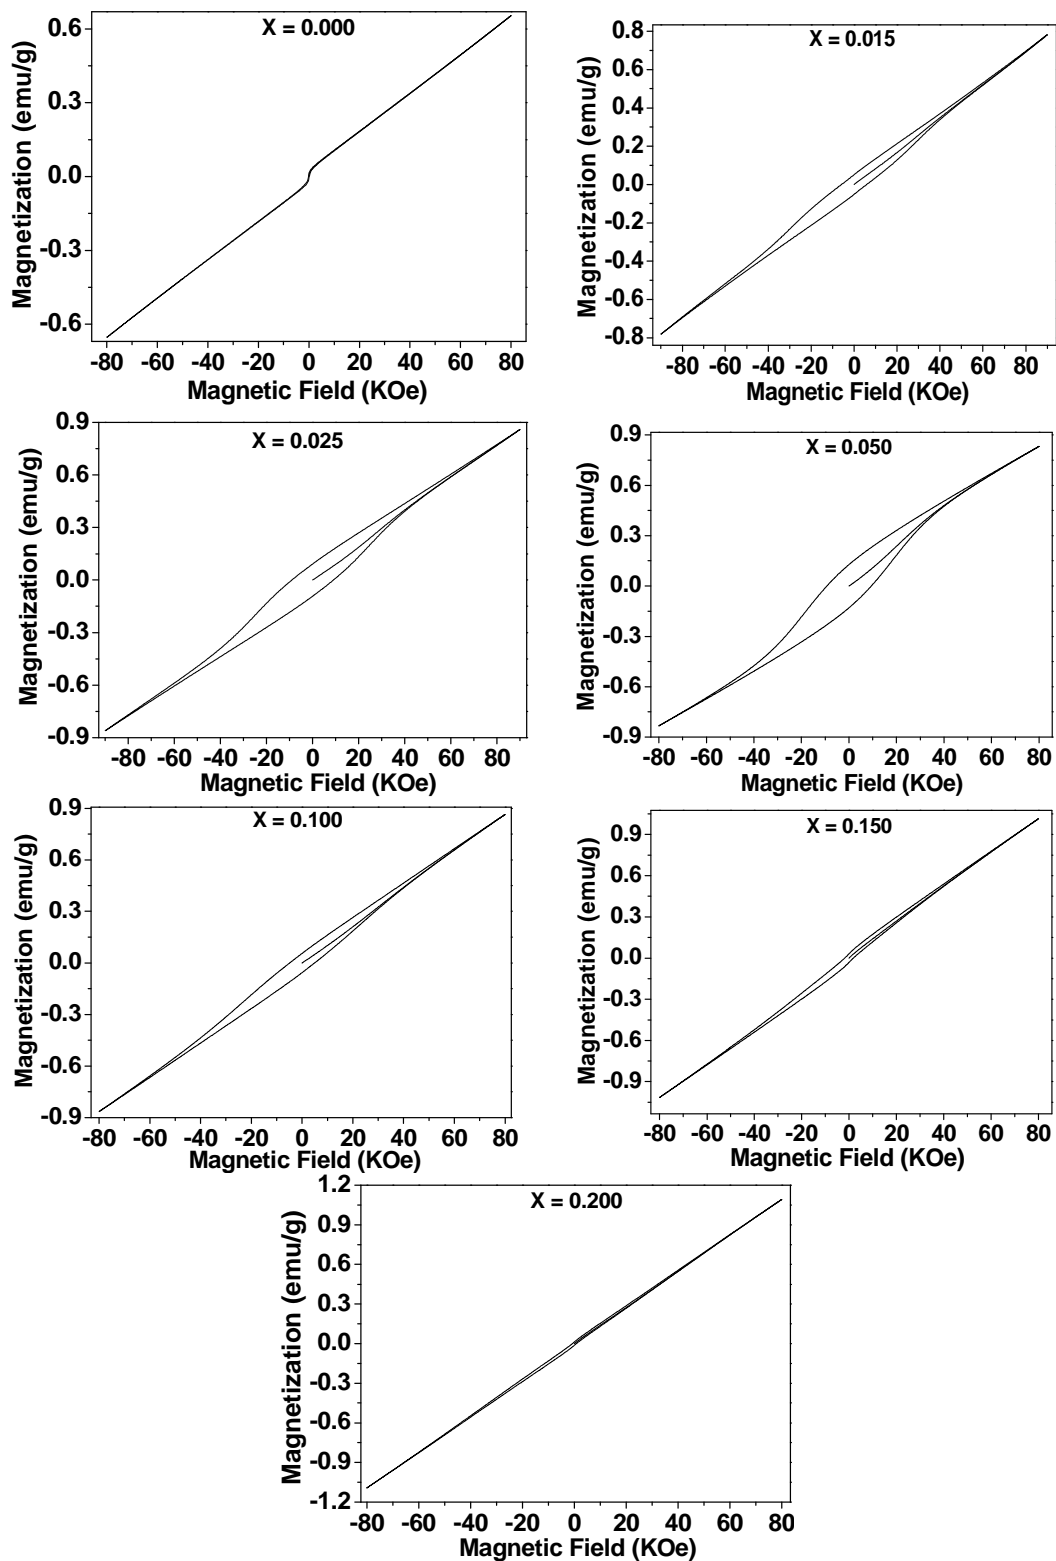 X = 0.000
Magnetization (emu/g)
0.6
0.3
0.0
-0.3
-0.6
-80 -60 -40 -20 0 20 40 60 80
Magnetic Field (KOe)
X = 0.015
Magnetization (emu/g)
0.8
0.6
0.4
0.2
0.0
-0.2
-0.4
-0.6
-0.8
-80 -60 -40 -20 0 20 40 60 80
Magnetic Field (KOe)
X = 0.025
Magnetization (emu/g)
0.9
0.6
0.3
0.0
-0.3
-0.6
-0.9
-80 -60 -40 -20 0 20 40 60 80
Magnetic Field (KOe)
X = 0.050
Magnetization (emu/g)
0.9
0.6
0.3
0.0
-0.3
-0.6
-0.9
-80 -60 -40 -20 0 20 40 60 80
Magnetic Field (KOe)
X = 0.100
Magnetization (emu/g)
0.9
0.6
0.3
0.0
-0.3
-0.6
-0.9
-80 -60 -40 -20 0 20 40 60 80
Magnetic Field (KOe)
X = 0.150
Magnetization (emu/g)
0.9
0.6
0.3
0.0
-0.3
-0.6
-0.9
-80 -60 -40 -20 0 20 40 60 80
Magnetic Field (KOe)
X = 0.200
Magnetization (emu/g)
1.2
0.9
0.6
0.3
0.0
-0.3
-0.6
-0.9
-1.2
-80 -60 -40 -20 0 20 40 60 80
Magnetic Field (KOe)